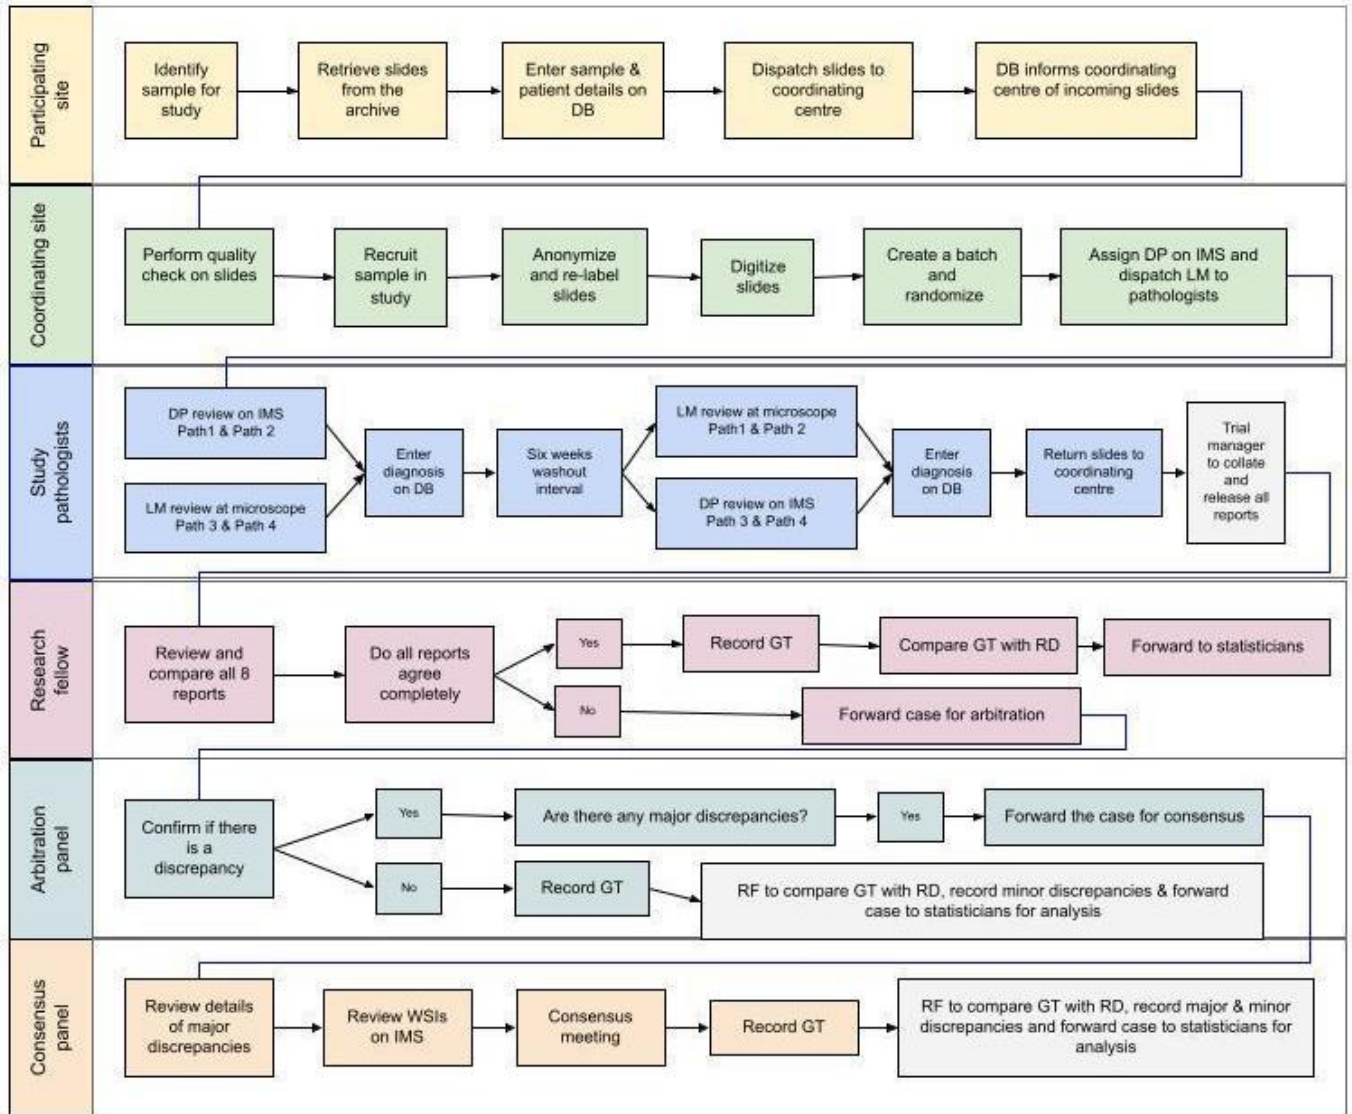 Participating
site
Identify
sample for
study
Retrieve slides
from the
archive
Enter sample &
patient details on
DB
Dispatch slides to
coordinating
centre
DB informs coordinating
centre of incoming slides
Coordinating site
Perform quality
check on slides
Recruit
sample in
study
Anonymize
and re-label
slides
Digitize
slides
Create a batch
and
randomize
Assign DP on IMS and
dispatch LM to
pathologists
Study
pathologists
DP review on IMS
Path1 & Path 2
LM review at microscope
Path 3 & Path 4
Enter
diagnosis
on DB
Six weeks
washout
interval
LM review at microscope
Path1 & Path 2
DP review on IMS
Path 3 & Path 4
Enter
diagnosis
on DB
Return slides to
coordinating
centre
Trial
manager
to collate
and
release all
reports
Research
fellow
Review and
compare all 8
reports
Do all reports
agree
completely
Yes
Record GT
Compare GT with RD
Forward to statisticians
No
Forward case for arbitration
Arbitration
panel
Confirm if there
is a
discrepancy
Yes
Are there any major discrepancies?
Yes
Forward the case for consensus
No
Record GT
RF to compare GT with RD, record minor discrepancies & forward
case to statisticians for analysis
Consensus
panel
Review details
of major
discrepancies
Review WSIs
on IMS
Consensus
meeting
Record GT
RF to compare GT with RD, record major & minor
discrepancies and forward case to statisticians for
analysis